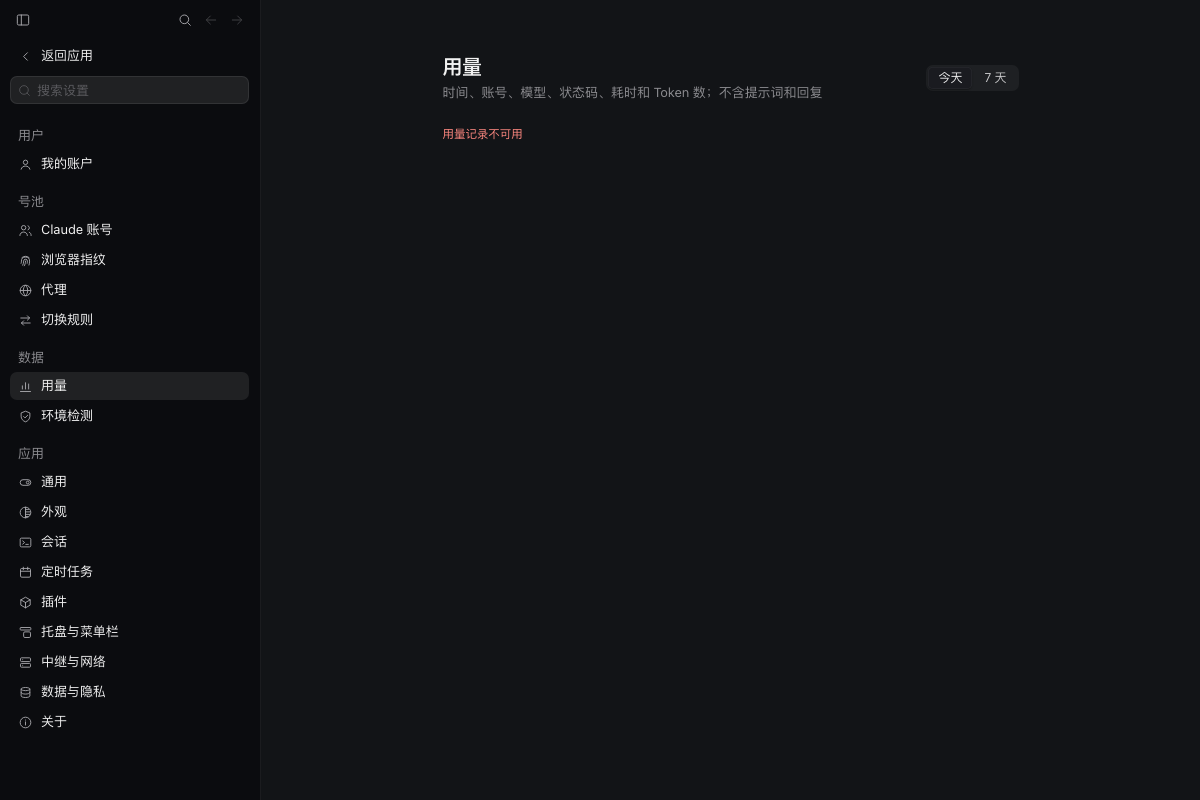 返回应用
搜索设置
用户
我的账户
号池
Claude 账号
浏览器指纹
代理
切换规则
数据
用量
环境检测
应用
通用
外观
会话
定时任务
插件
托盘与菜单栏
中继与网络
数据与隐私
关于
用量
时间、账号、模型、状态码、耗时和 Token 数；不含提示词和回复
今天 7 天
用量记录不可用